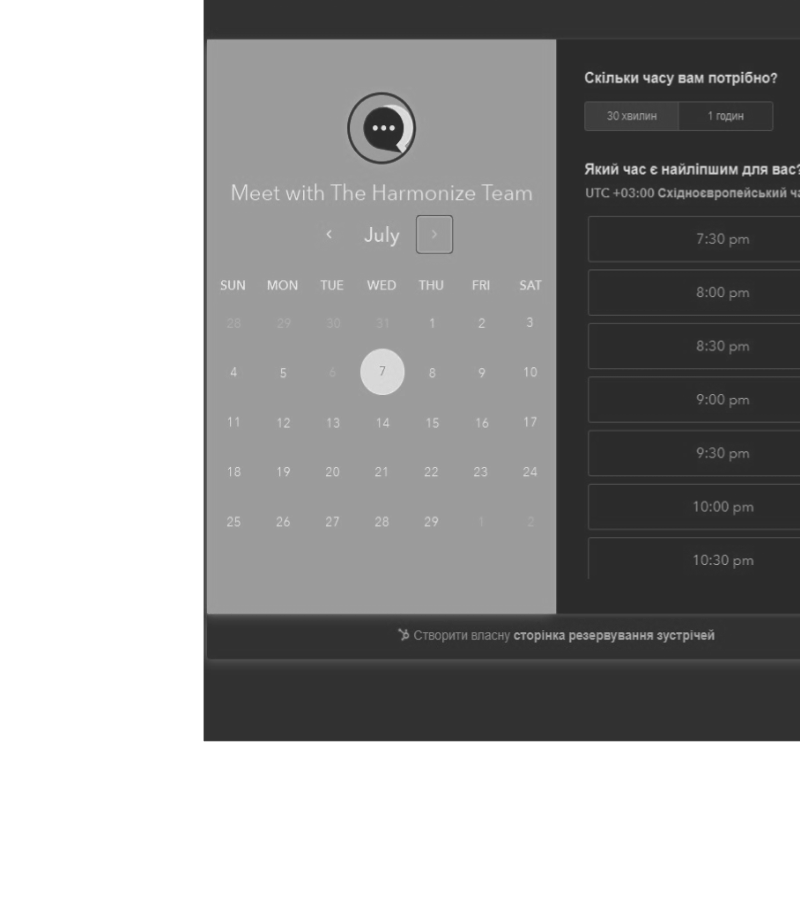 Meet with The Harmonize Team
July
SUN MON TUE WED THU FRI SAT
28 29 30 31 1 2 3
4 5 6 7 8 9 10
11 12 13 14 15 16 17
18 19 20 21 22 23 24
25 26 27 28 29 1 2
Скільки часу вам потрібно?
30 хвилин 1 годин
Який час є найліпшим для вас?
UTC +03:00 Східноєвропейський
7:30 pm
8:00 pm
8:30 pm
9:00 pm
9:30 pm
10:00 pm
10:30 pm
Створити власну сторінка резервування зустрічей